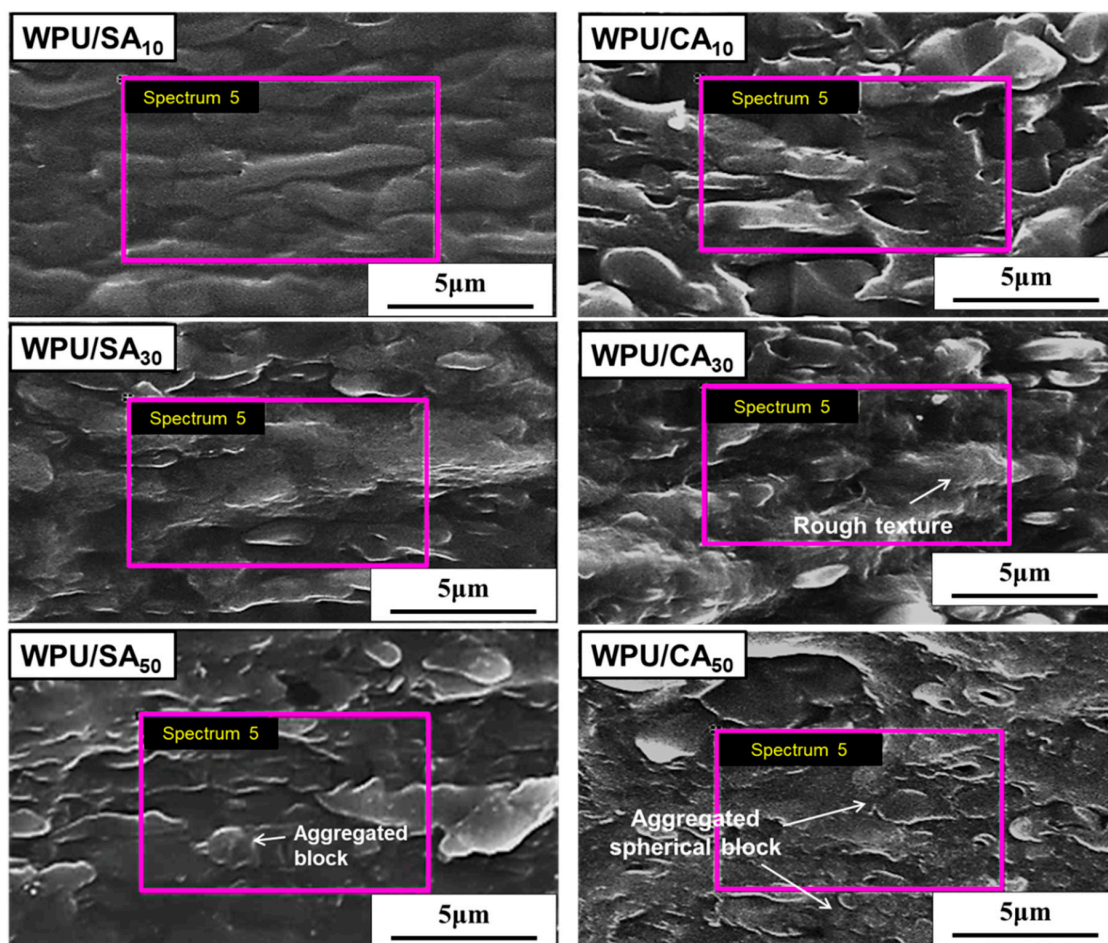 WPU/SA₁₀
Spectrum 5
5μm
WPU/CA₁₀
Spectrum 5
5μm
WPU/SA₃₀
Spectrum 5
5μm
WPU/CA₃₀
Spectrum 5
Rough texture
5μm
WPU/SA₅₀
Spectrum 5
Aggregated
block
5μm
WPU/CA₅₀
Spectrum 5
Aggregated
spherical block
5μm